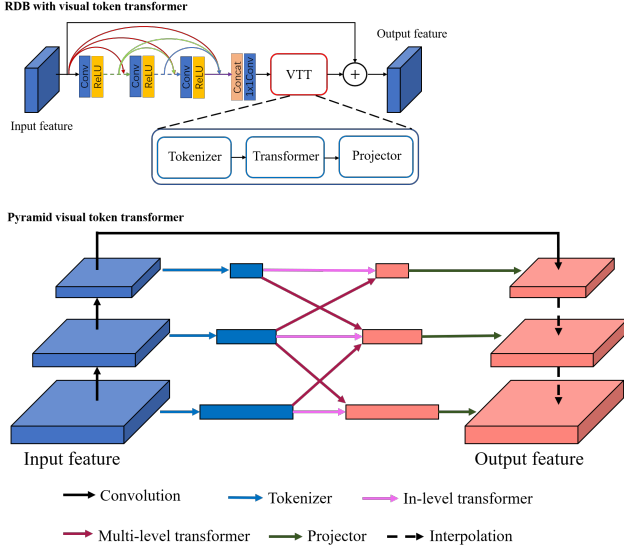 RDB with visual token transformer
Output feature
Conv
ReLU
Conv
ReLU
Conv
ReLU
Concat
1x1Conv
VTT
+
Input feature
Tokenizer
Transformer
Projector
Pyramid visual token transformer
Input feature
Output feature
Convolution
Tokenizer
In-level transformer
Multi-level transformer
Projector
Interpolation